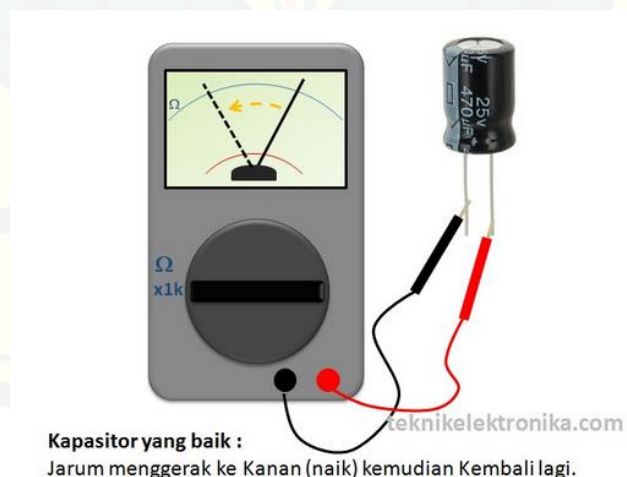 Ω
Ω
x1k
25v
470µF
teknikelektronika.com
Kapasitor yang baik :
Jarum menggerak ke Kanan (naik) kemudian Kembali lagi.